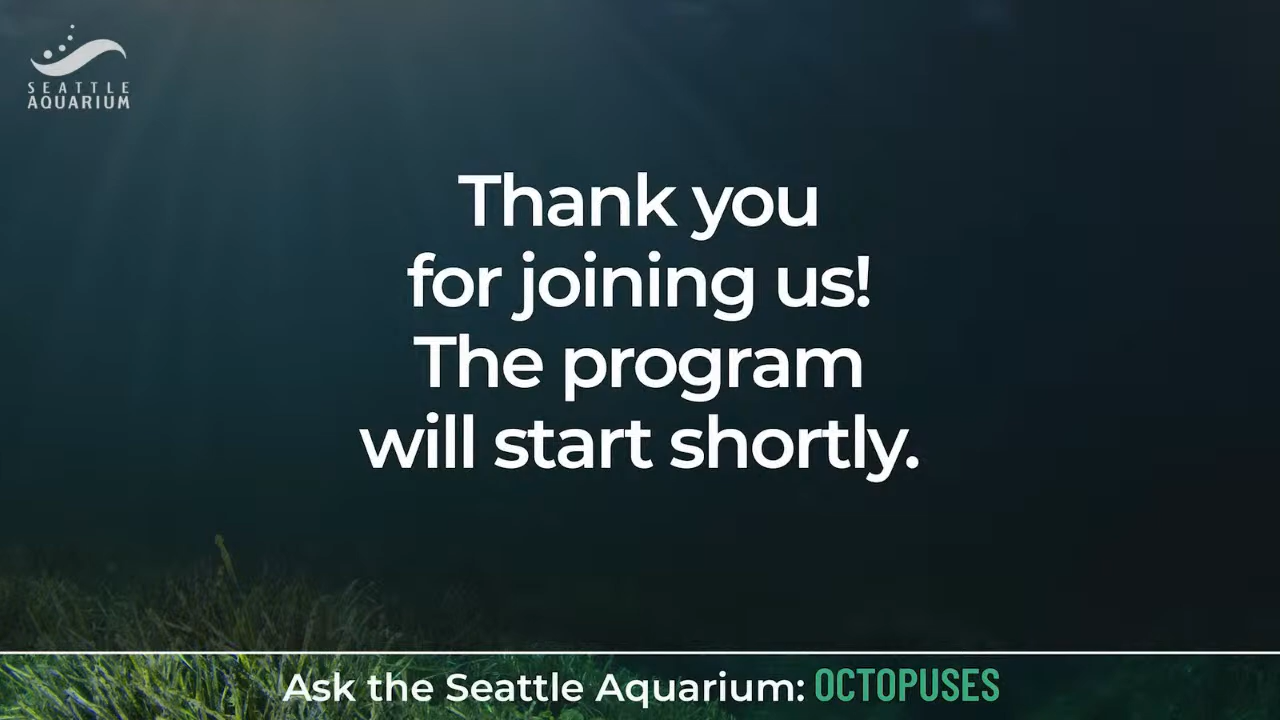 SEATTLE
AQUARIUM
Thank you
for joining us!
The program
will start shortly.
Ask the Seattle Aquarium: OCTOPUSES